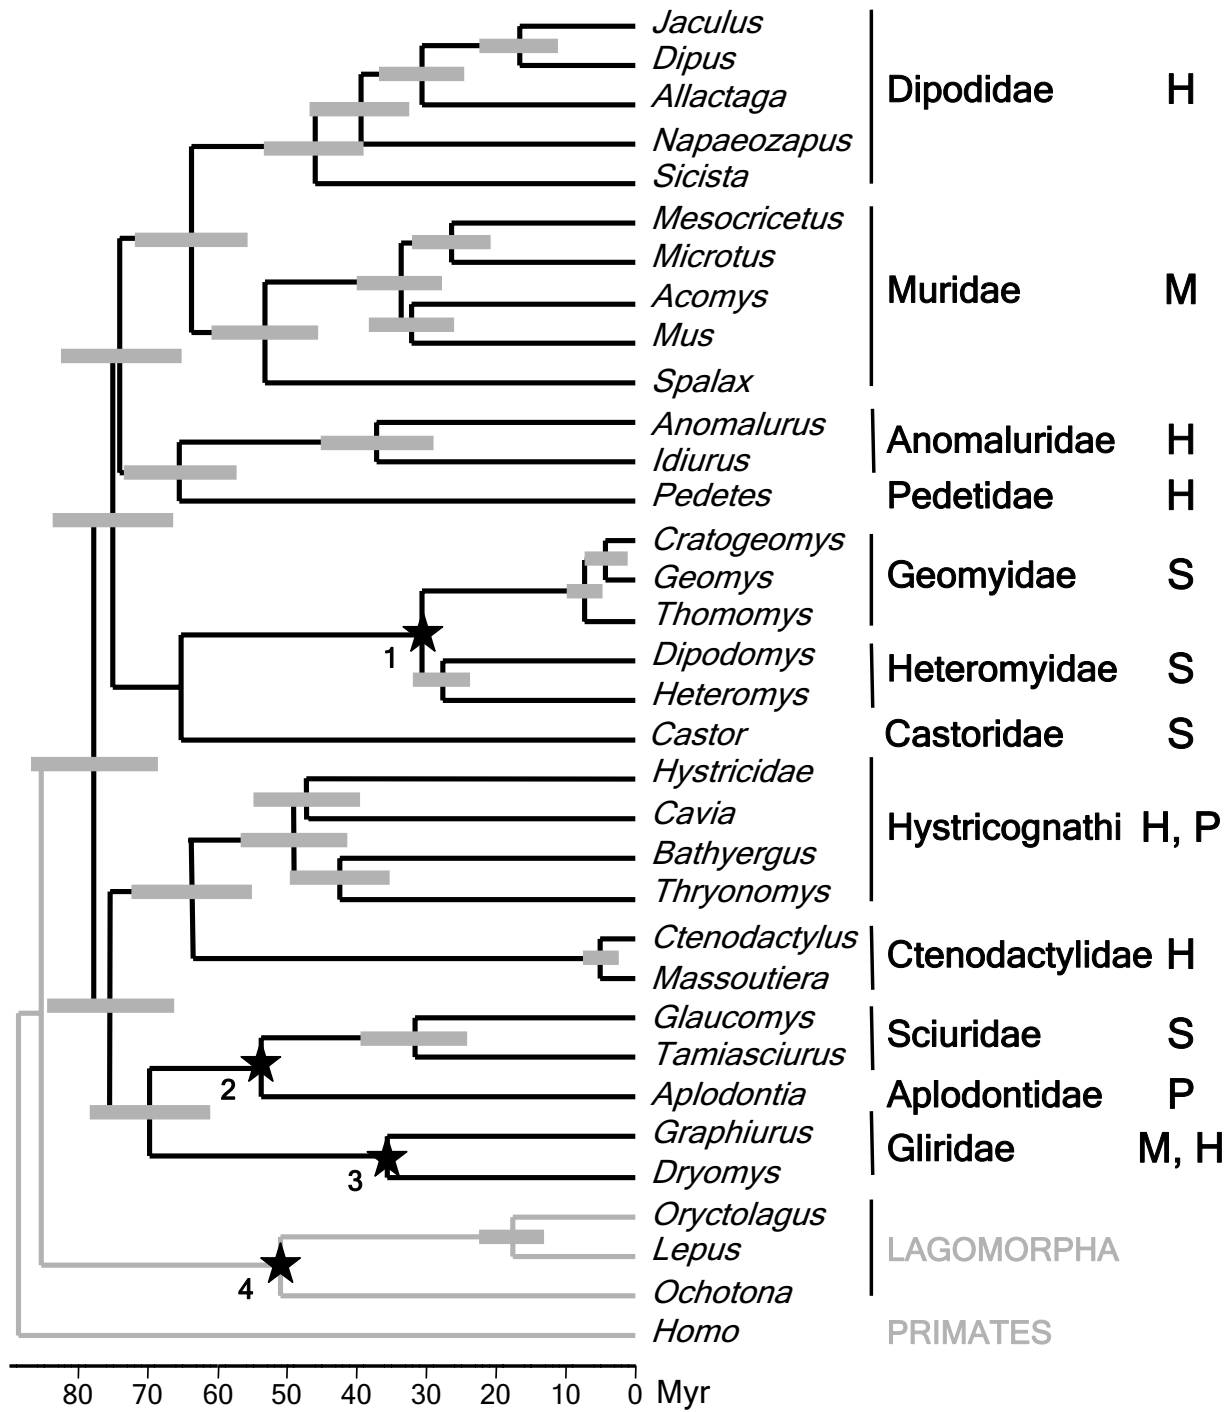 Jaculus
Dipus
Allactaga
Napaeozapus
Sicista
Dipodidae H
Mesocricetus
Microtus
Acomys
Mus
Spalax
Muridae M
Anomalurus
Idiurus
Anomaluridae H
Pedetes
Pedetidae H
Cratogeomys
Geomys
Thomomys
Geomyidae S
1
Dipodomys
Heteromys
Heteromyidae S
Castor
Castoridae S
Hystricidae
Cavia
Bathyergus
Thryonomys
Hystricognathi H, P
Ctenodactylus
Massoutiera
Ctenodactylidae H
Glaucomys
Tamiasciurus
Sciuridae S
2
Aplodontia
Aplodontidae P
Graphiurus
Dryomys
Gliridae M, H
3
Oryctolagus
Lepus
Ochotona
LAGOMORPHA
4
Homo
PRIMATES
80 70 60 50 40 30 20 10 0 Myr